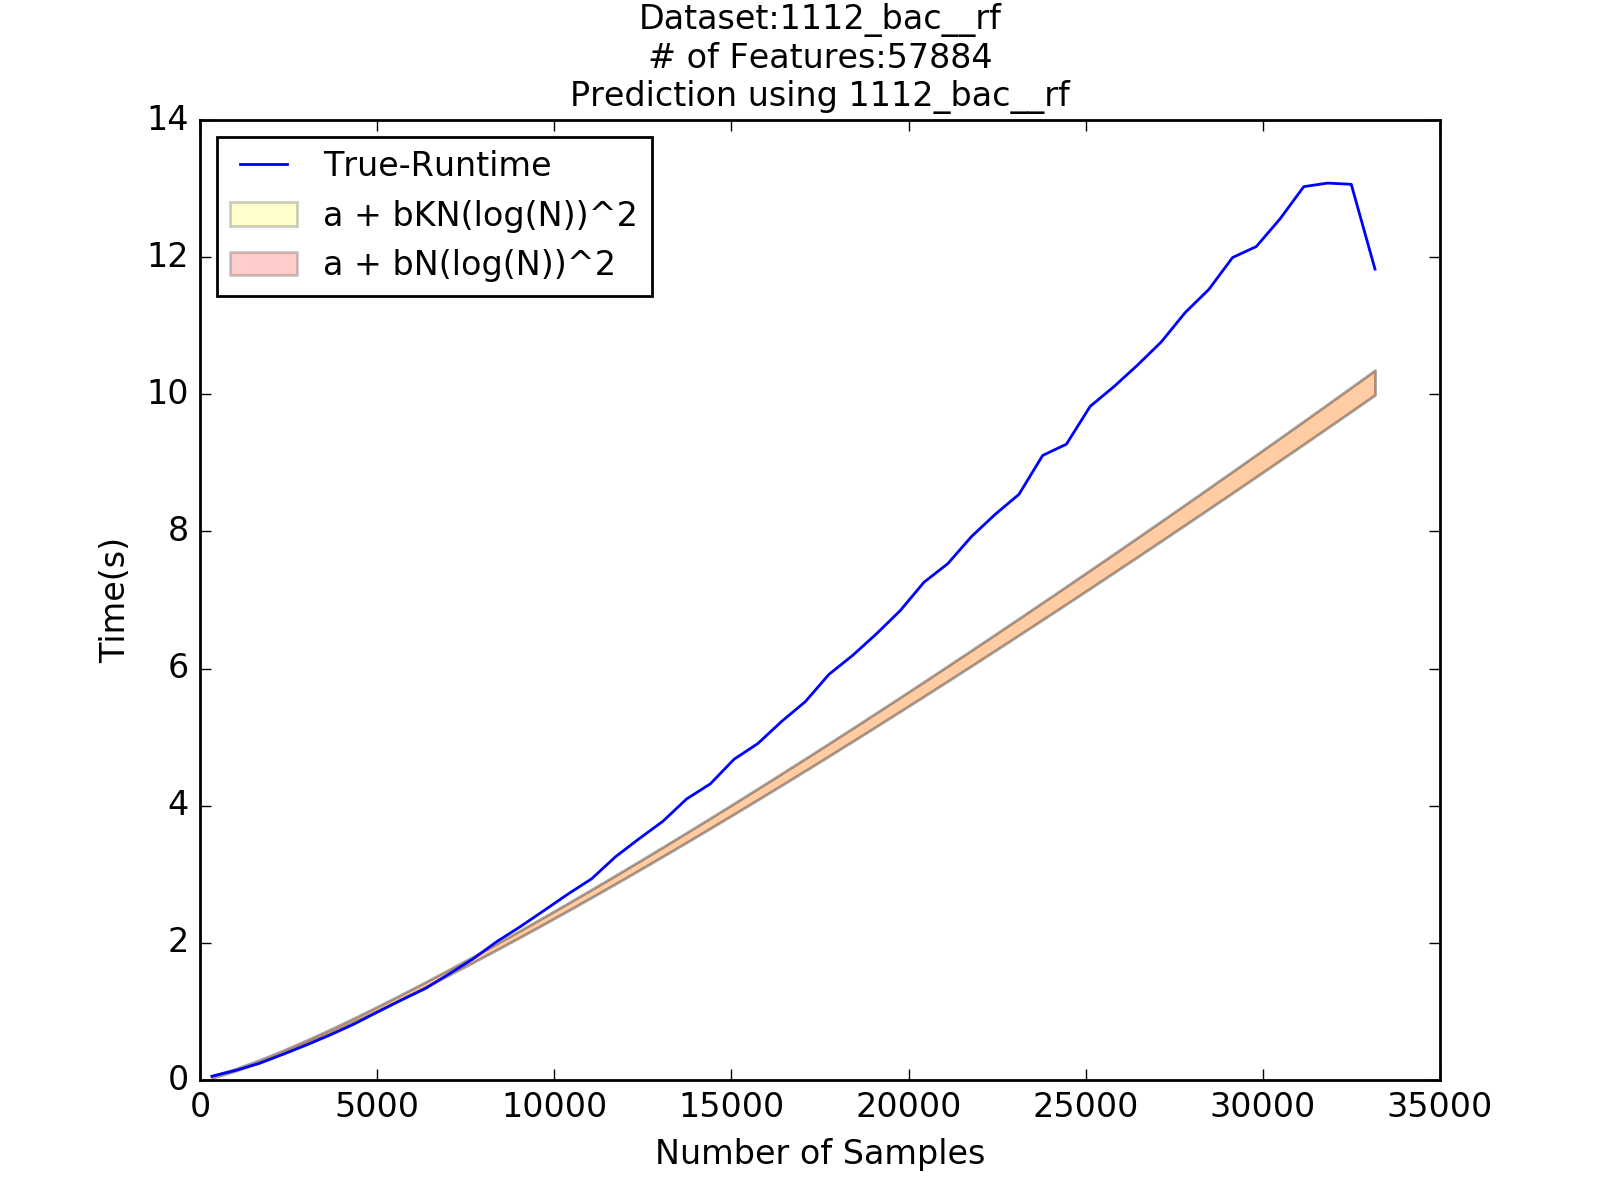 Dataset:1112_bac__rf
# of Features:57884
Prediction using 1112_bac__rf
True-Runtime
a + bKN(log(N))^2
a + bN(log(N))^2
14
12
10
8
6
4
2
0
Time(s)
0 5000 10000 15000 20000 25000 30000 35000
Number of Samples